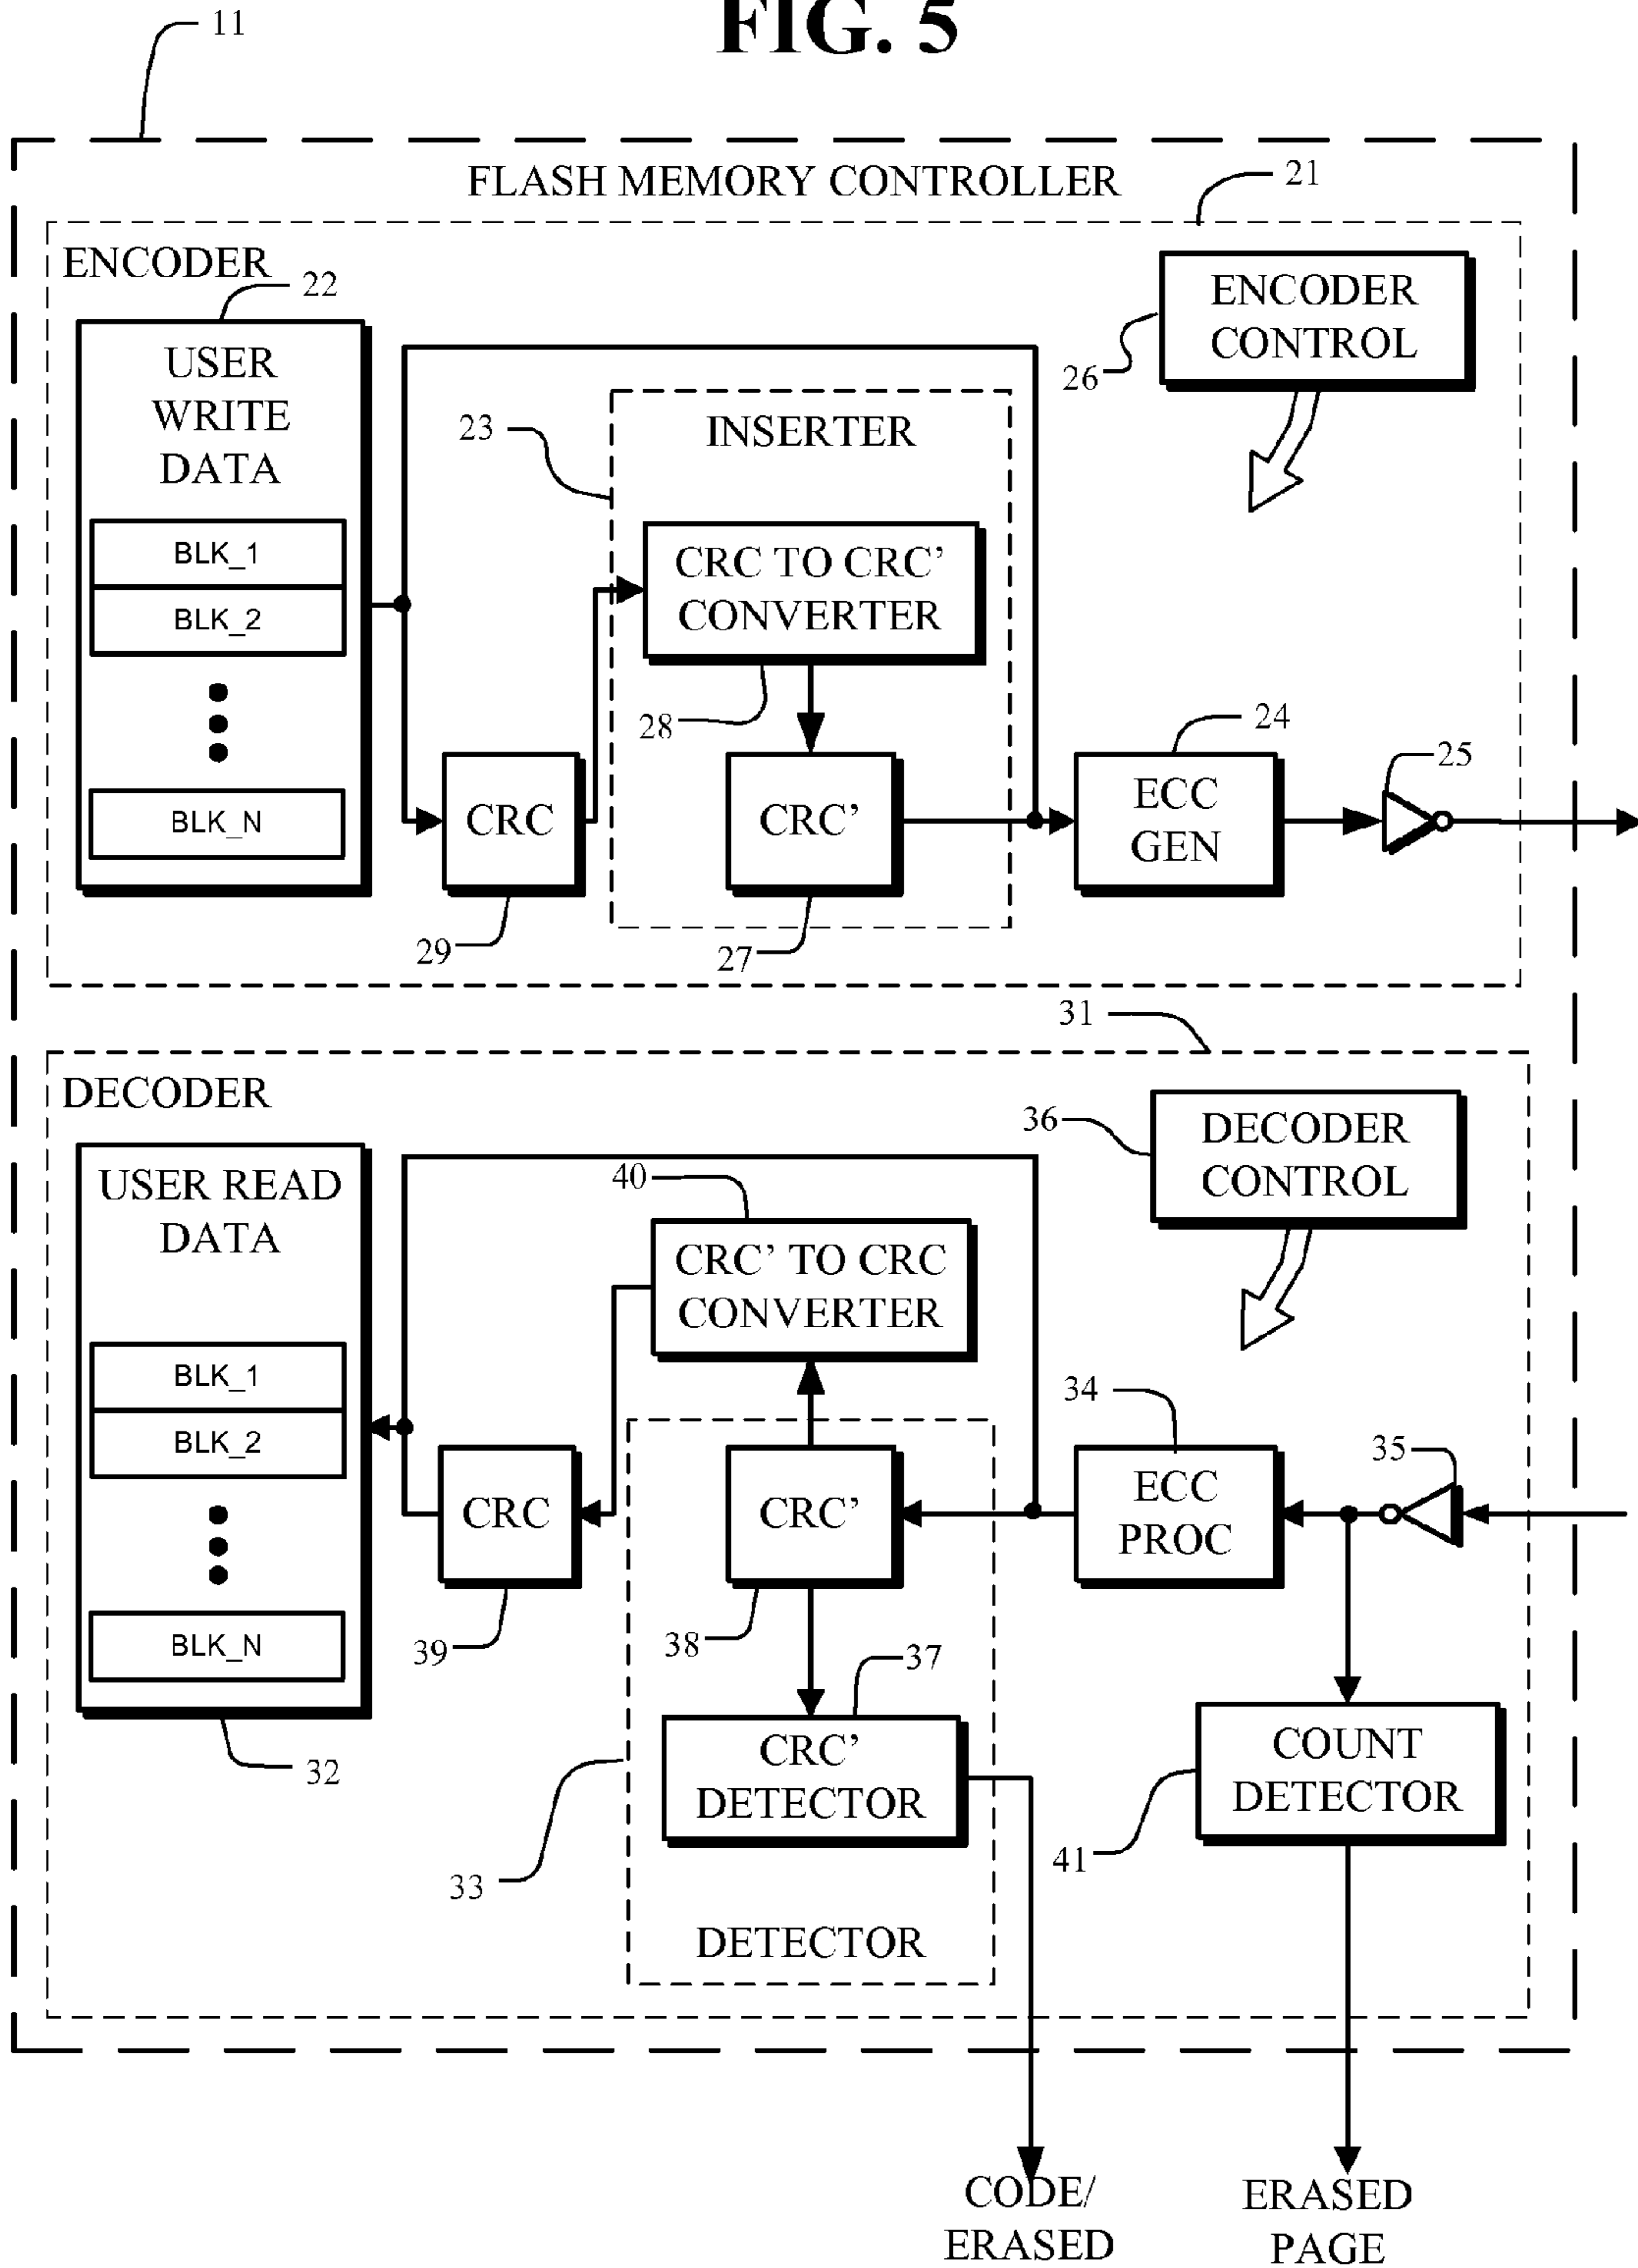 FIG. 5
11
FLASH MEMORY CONTROLLER
21
ENCODER
22
USER
WRITE
DATA
BLK_1
BLK_2
BLK_N
ENCODER
CONTROL
26
23
INSERTER
CRC TO CRC’
CONVERTER
28
CRC
29
CRC’
27
24
ECC
GEN
25
31
DECODER
USER READ
DATA
BLK_1
BLK_2
BLK_N
32
36
DECODER
CONTROL
40
CRC’ TO CRC
CONVERTER
34
35
CRC
39
CRC’
38
ECC
PROC
37
CRC’
DETECTOR
33
DETECTOR
COUNT
DETECTOR
41
CODE/
ERASED
ERASED
PAGE